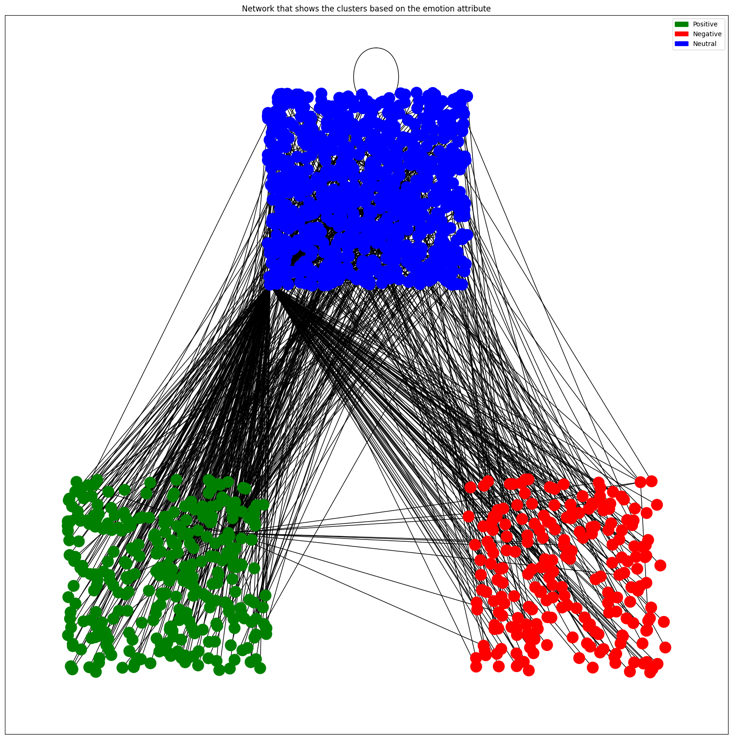 Network that shows the clusters based on the emotion attribute
Positive
Negative
Neutral